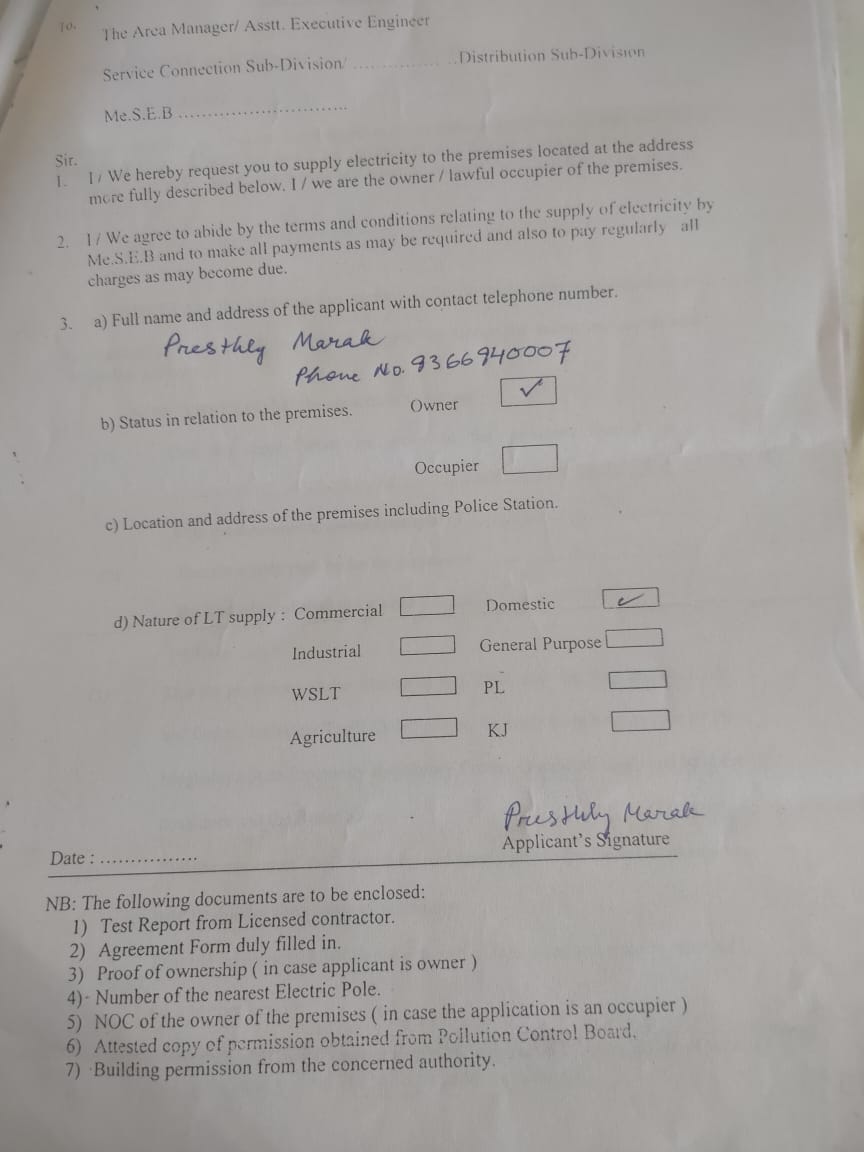 To.
The Area Manager/ Asstt. Executive Engineer
Service Connection Sub-Division/ ................Distribution Sub-Division
Me.S.E.B ..............................
Sir.
1. I / We hereby request you to supply electricity to the premises located at the address
more fully described below. I / we are the owner / lawful occupier of the premises.
2. I / We agree to abide by the terms and conditions relating to the supply of electricity by
Me.S.E.B and to make all payments as may be required and also to pay regularly all
charges as may become due.
3. a) Full name and address of the applicant with contact telephone number.
Presthly Marak
Phone No. 9366940007
b) Status in relation to the premises. Owner ✓
Occupier
c) Location and address of the premises including Police Station.
d) Nature of LT supply : Commercial Domestic ✓
Industrial General Purpose
WSLT PL
Agriculture KJ
Presthly Marak
Applicant's Signature
Date : ................
NB: The following documents are to be enclosed:
1) Test Report from Licensed contractor.
2) Agreement Form duly filled in.
3) Proof of ownership ( in case applicant is owner )
4) Number of the nearest Electric Pole.
5) NOC of the owner of the premises ( in case the application is an occupier )
6) Attested copy of permission obtained from Pollution Control Board.
7) Building permission from the concerned authority.